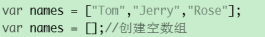 var names = ["Tom","Jerry","Rose"];
var names = [];//创建空数组